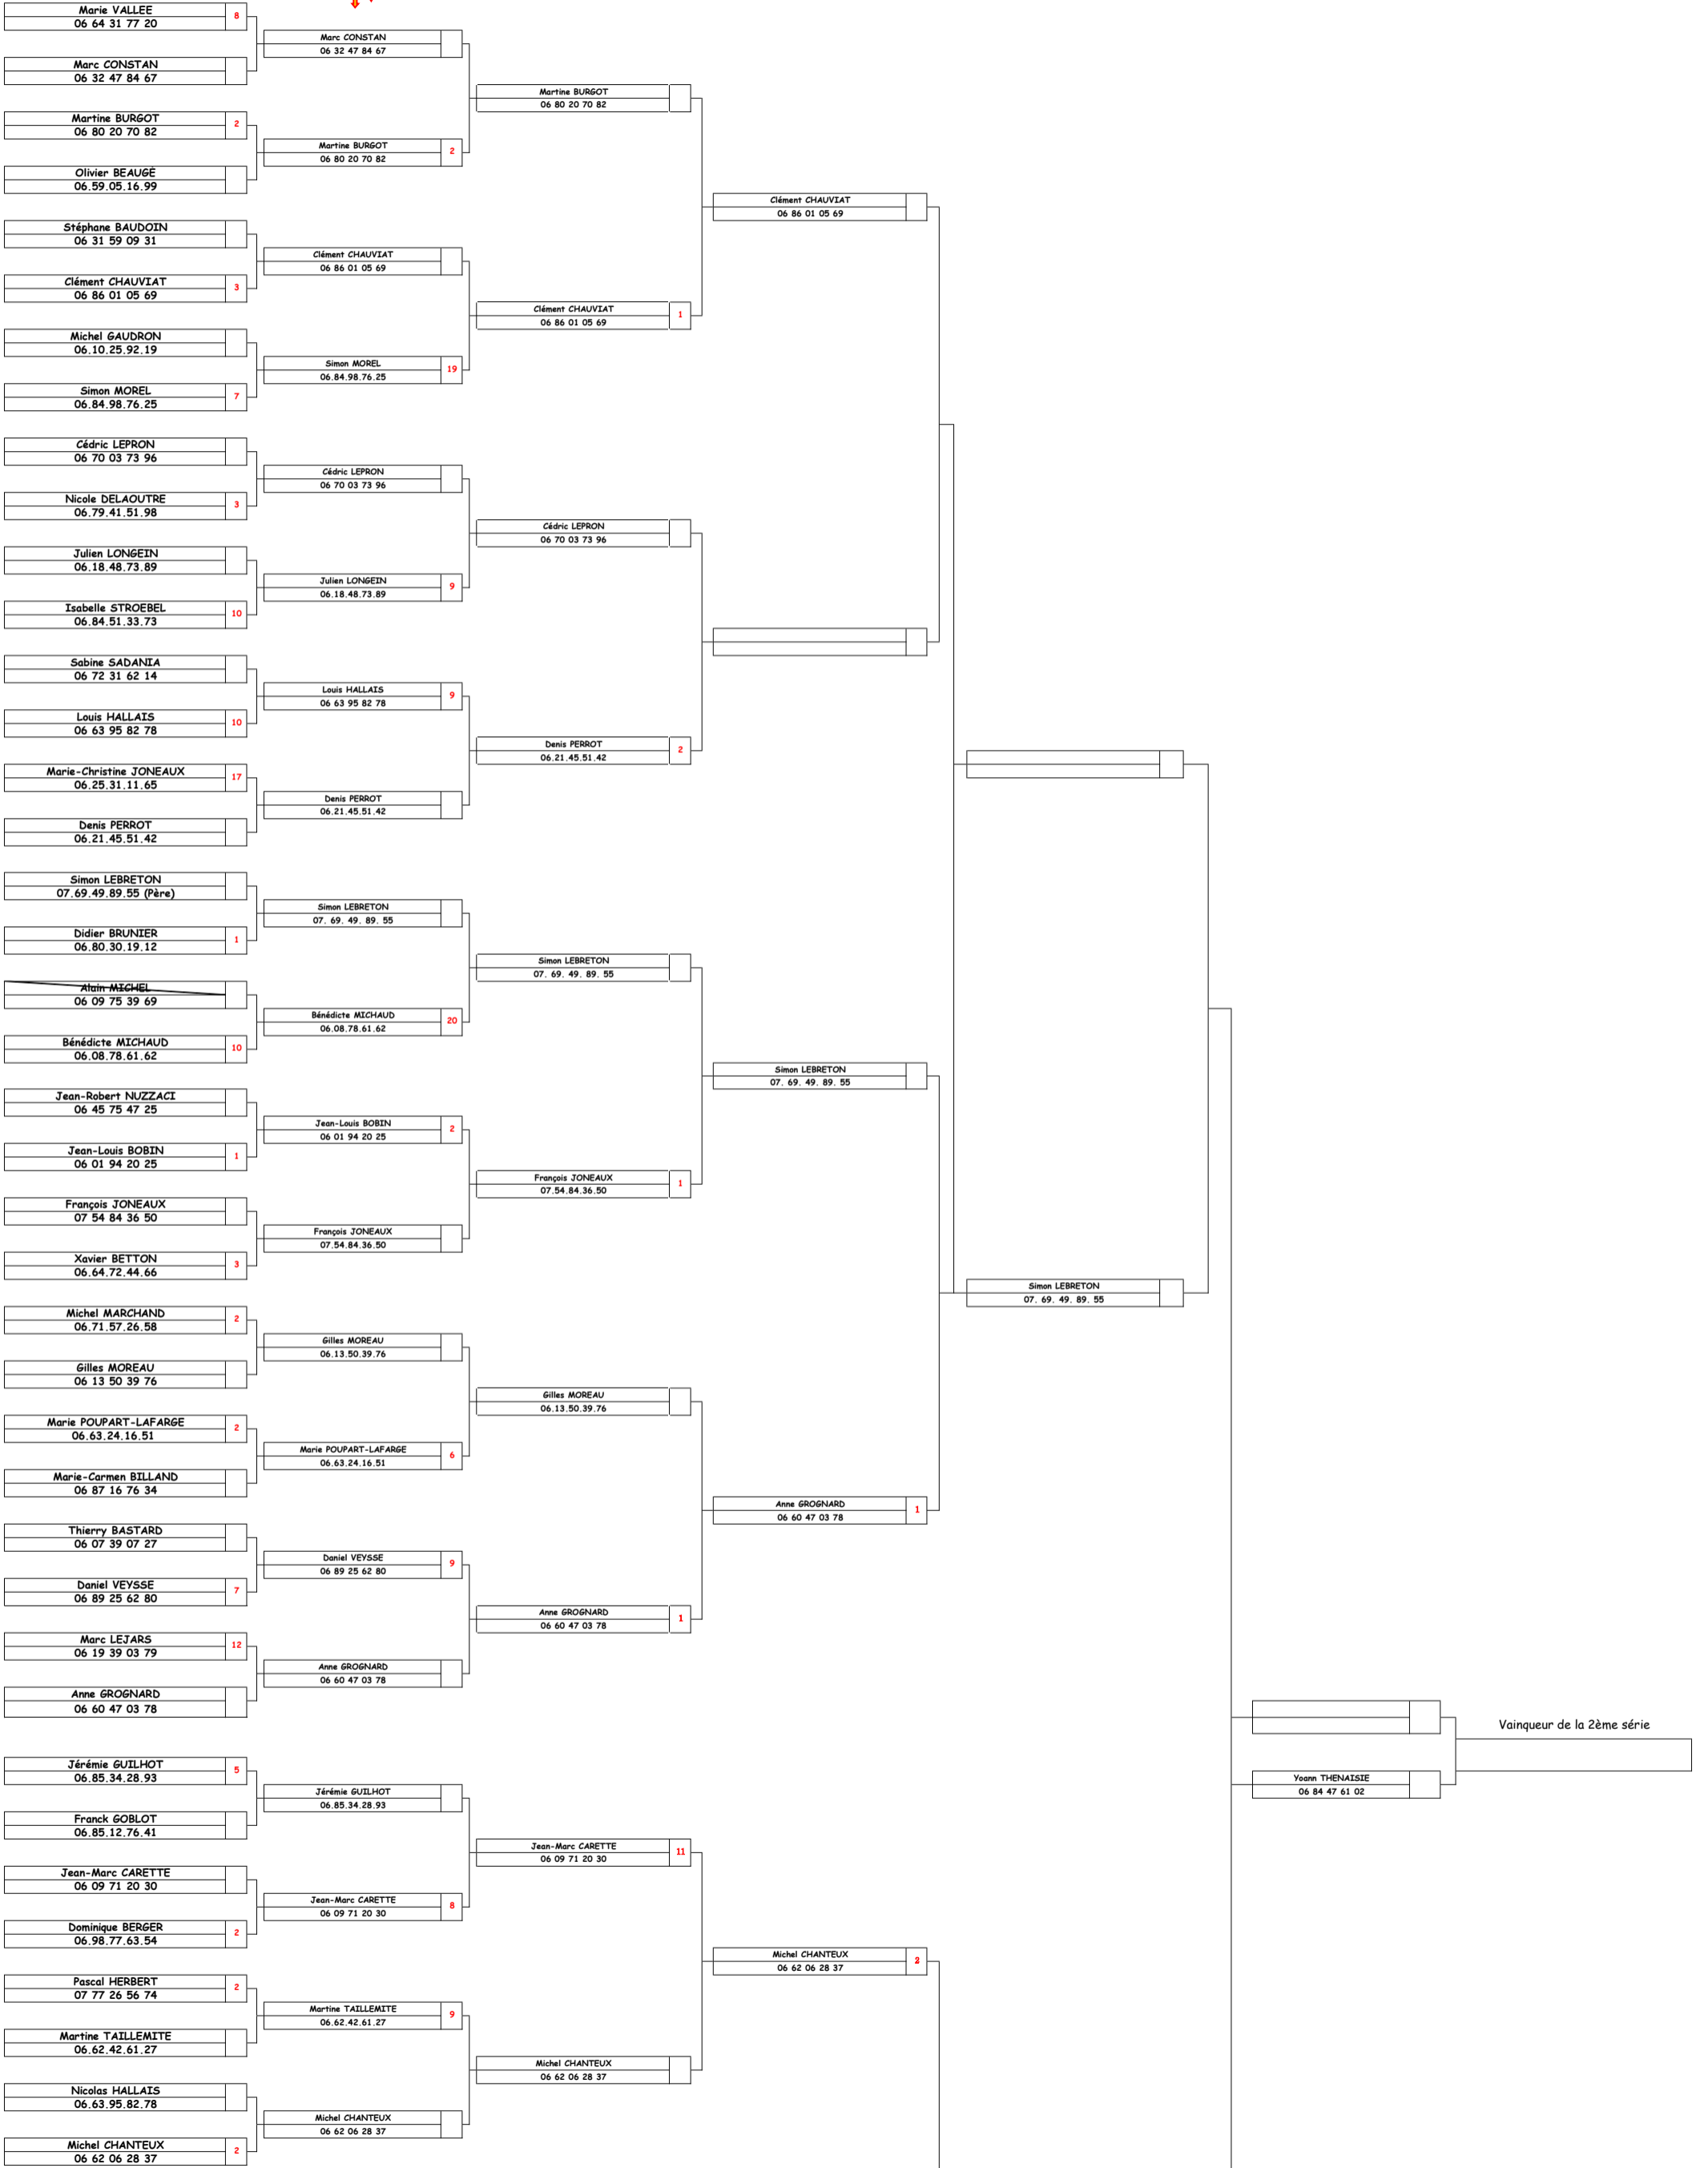 Marie VALLEE 8
06 64 31 77 20
Marc CONSTAN
06 32 47 84 67
Martine BURGOT 2
06 80 20 70 82
Olivier BEAUGÈ
06.59.05.16.99
Stéphane BAUDOIN
06 31 59 09 31
Clément CHAUVIAT 3
06 86 01 05 69
Michel GAUDRON
06.10.25.92.19
Simon MOREL 7
06.84.98.76.25
Cédric LEPRON
06 70 03 73 96
Nicole DELAOUTRE 3
06.79.41.51.98
Julien LONGEIN
06.18.48.73.89
Isabelle STROEBEL 10
06.84.51.33.73
Sabine SADANIA
06 72 31 62 14
Louis HALLAIS 10
06 63 95 82 78
Marie-Christine JONEAUX 17
06.25.31.11.65
Denis PERROT
06.21.45.51.42
Simon LEBRETON
07.69.49.89.55 (Père)
Didier BRUNIER 1
06.80.30.19.12
Alain MICHEL
06 09 75 39 69
Bénédicte MICHAUD 10
06.08.78.61.62
Jean-Robert NUZZACI
06 45 75 47 25
Jean-Louis BOBIN 1
06 01 94 20 25
François JONEAUX
07 54 84 36 50
Xavier BETTON 3
06.64.72.44.66
Michel MARCHAND 2
06.71.57.26.58
Gilles MOREAU
06 13 50 39 76
Marie POUPART-LAFARGE 2
06.63.24.16.51
Marie-Carmen BILLAND
06 87 16 76 34
Thierry BASTARD
06 07 39 07 27
Daniel VEYSSE 7
06 89 25 62 80
Marc LEJARS 12
06 19 39 03 79
Anne GROGNARD
06 60 47 03 78
Jérémie GUILHOT 5
06.85.34.28.93
Franck GOBLOT
06.85.12.76.41
Jean-Marc CARETTE
06 09 71 20 30
Dominique BERGER 2
06.98.77.63.54
Pascal HERBERT 2
07 77 26 56 74
Martine TAILLEMITE
06.62.42.61.27
Nicolas HALLAIS
06.63.95.82.78
Michel CHANTEUX 2
06 62 06 28 37
Marc CONSTAN
06 32 47 84 67
Martine BURGOT 2
06 80 20 70 82
Clément CHAUVIAT
06 86 01 05 69
Simon MOREL 19
06.84.98.76.25
Cédric LEPRON
06 70 03 73 96
Julien LONGEIN 9
06.18.48.73.89
Louis HALLAIS 9
06 63 95 82 78
Denis PERROT
06.21.45.51.42
Simon LEBRETON
07. 69. 49. 89. 55
Bénédicte MICHAUD 20
06.08.78.61.62
Jean-Louis BOBIN 2
06 01 94 20 25
François JONEAUX
07.54.84.36.50
Gilles MOREAU
06.13.50.39.76
Marie POUPART-LAFARGE 6
06.63.24.16.51
Daniel VEYSSE 9
06 89 25 62 80
Anne GROGNARD
06 60 47 03 78
Jérémie GUILHOT
06.85.34.28.93
Jean-Marc CARETTE 8
06 09 71 20 30
Martine TAILLEMITE 9
06.62.42.61.27
Michel CHANTEUX
06 62 06 28 37
Martine BURGOT
06 80 20 70 82
Clément CHAUVIAT 1
06 86 01 05 69
Cédric LEPRON
06 70 03 73 96
Denis PERROT 2
06.21.45.51.42
Simon LEBRETON
07. 69. 49. 89. 55
François JONEAUX 1
07.54.84.36.50
Gilles MOREAU
06.13.50.39.76
Anne GROGNARD 1
06 60 47 03 78
Jean-Marc CARETTE 11
06 09 71 20 30
Michel CHANTEUX
06 62 06 28 37
Clément CHAUVIAT
06 86 01 05 69
Simon LEBRETON
07. 69. 49. 89. 55
Anne GROGNARD 1
06 60 47 03 78
Michel CHANTEUX 2
06 62 06 28 37
Simon LEBRETON
07. 69. 49. 89. 55
Yoann THENAISIE
06 84 47 61 02
Vainqueur de la 2ème série